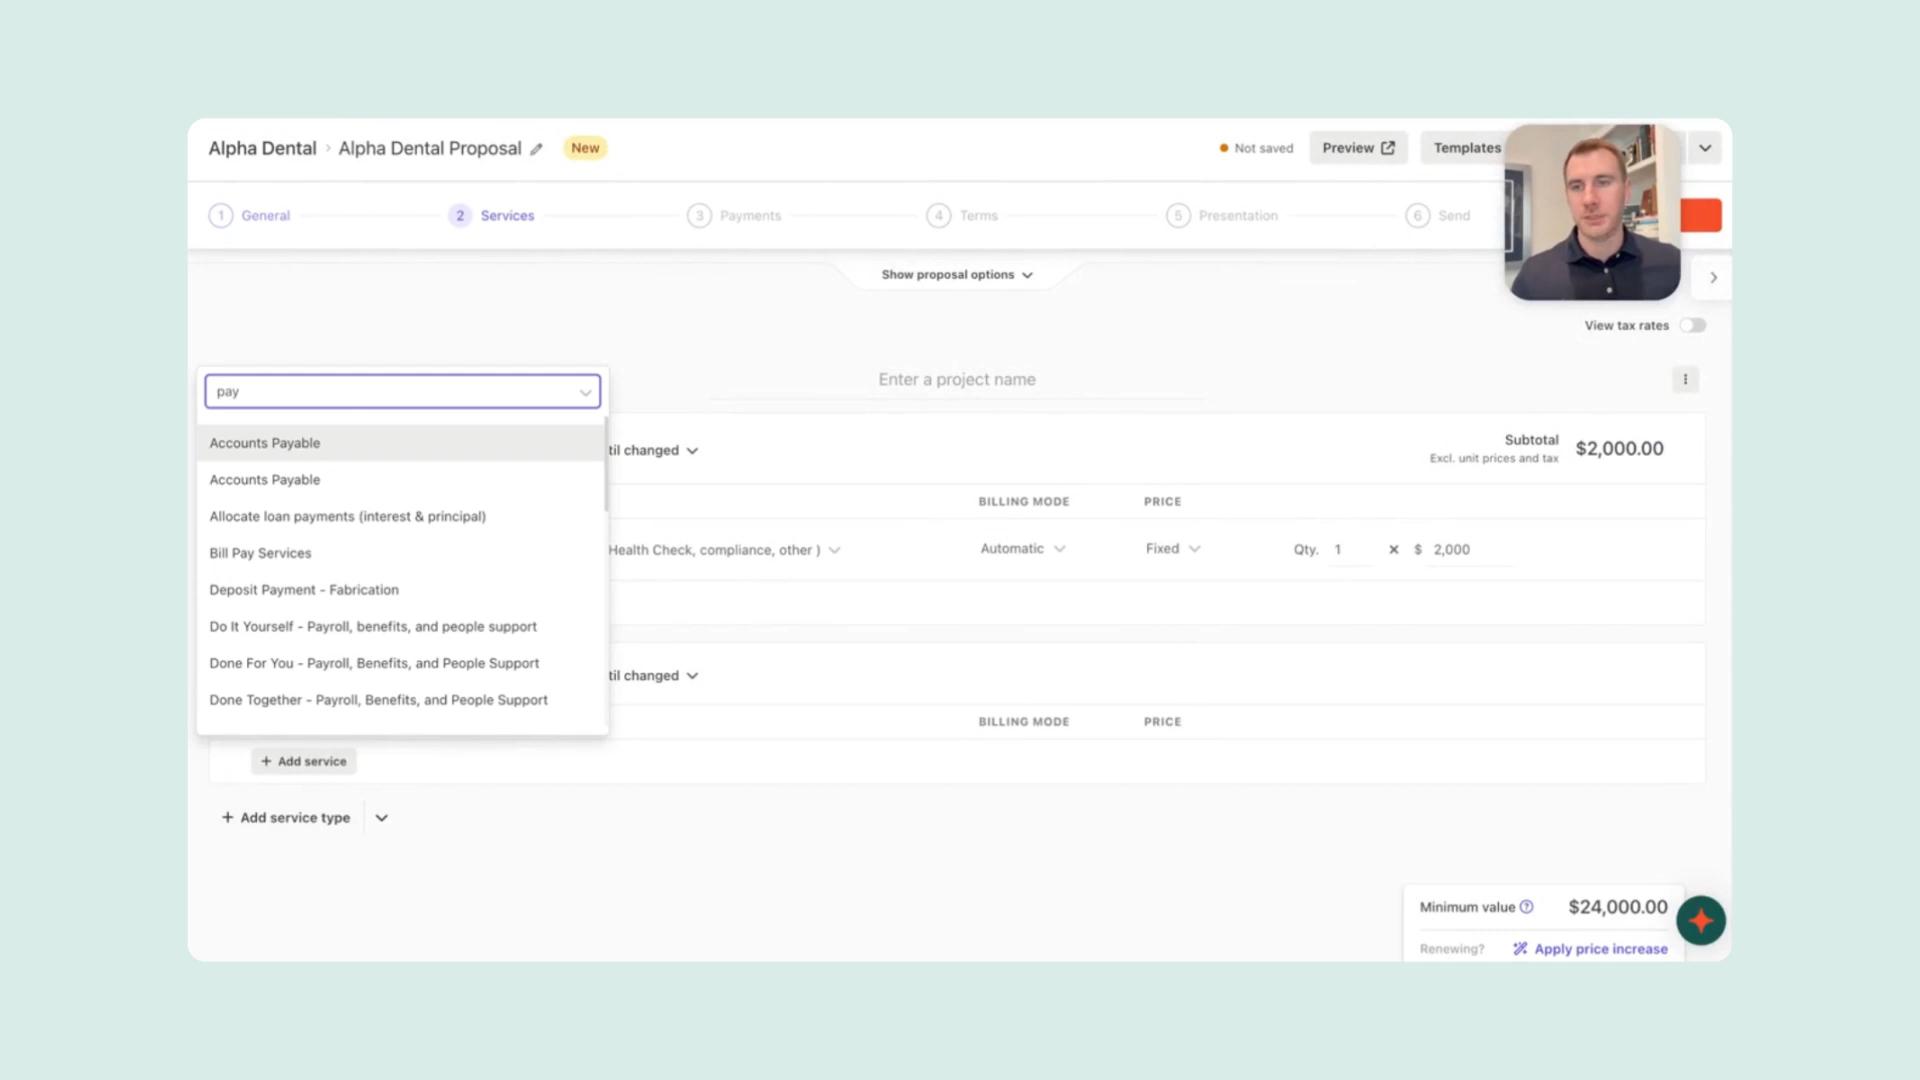 Alpha Dental › Alpha Dental Proposal New
Not saved Preview Templates
1 General 2 Services 3 Payments 4 Terms 5 Presentation 6 Send
Show proposal options
View tax rates
Enter a project name
pay
Accounts Payable
Accounts Payable
Allocate loan payments (interest & principal)
Bill Pay Services
Deposit Payment - Fabrication
Do It Yourself - Payroll, benefits, and people support
Done For You - Payroll, Benefits, and People Support
Done Together - Payroll, Benefits, and People Support
til changed Subtotal $2,000.00
Excl. unit prices and tax
BILLING MODE PRICE
Health Check, compliance, other ) Automatic Fixed Qty. 1 × $ 2,000
til changed
BILLING MODE PRICE
+ Add service
+ Add service type
Minimum value $24,000.00
Renewing? Apply price increase